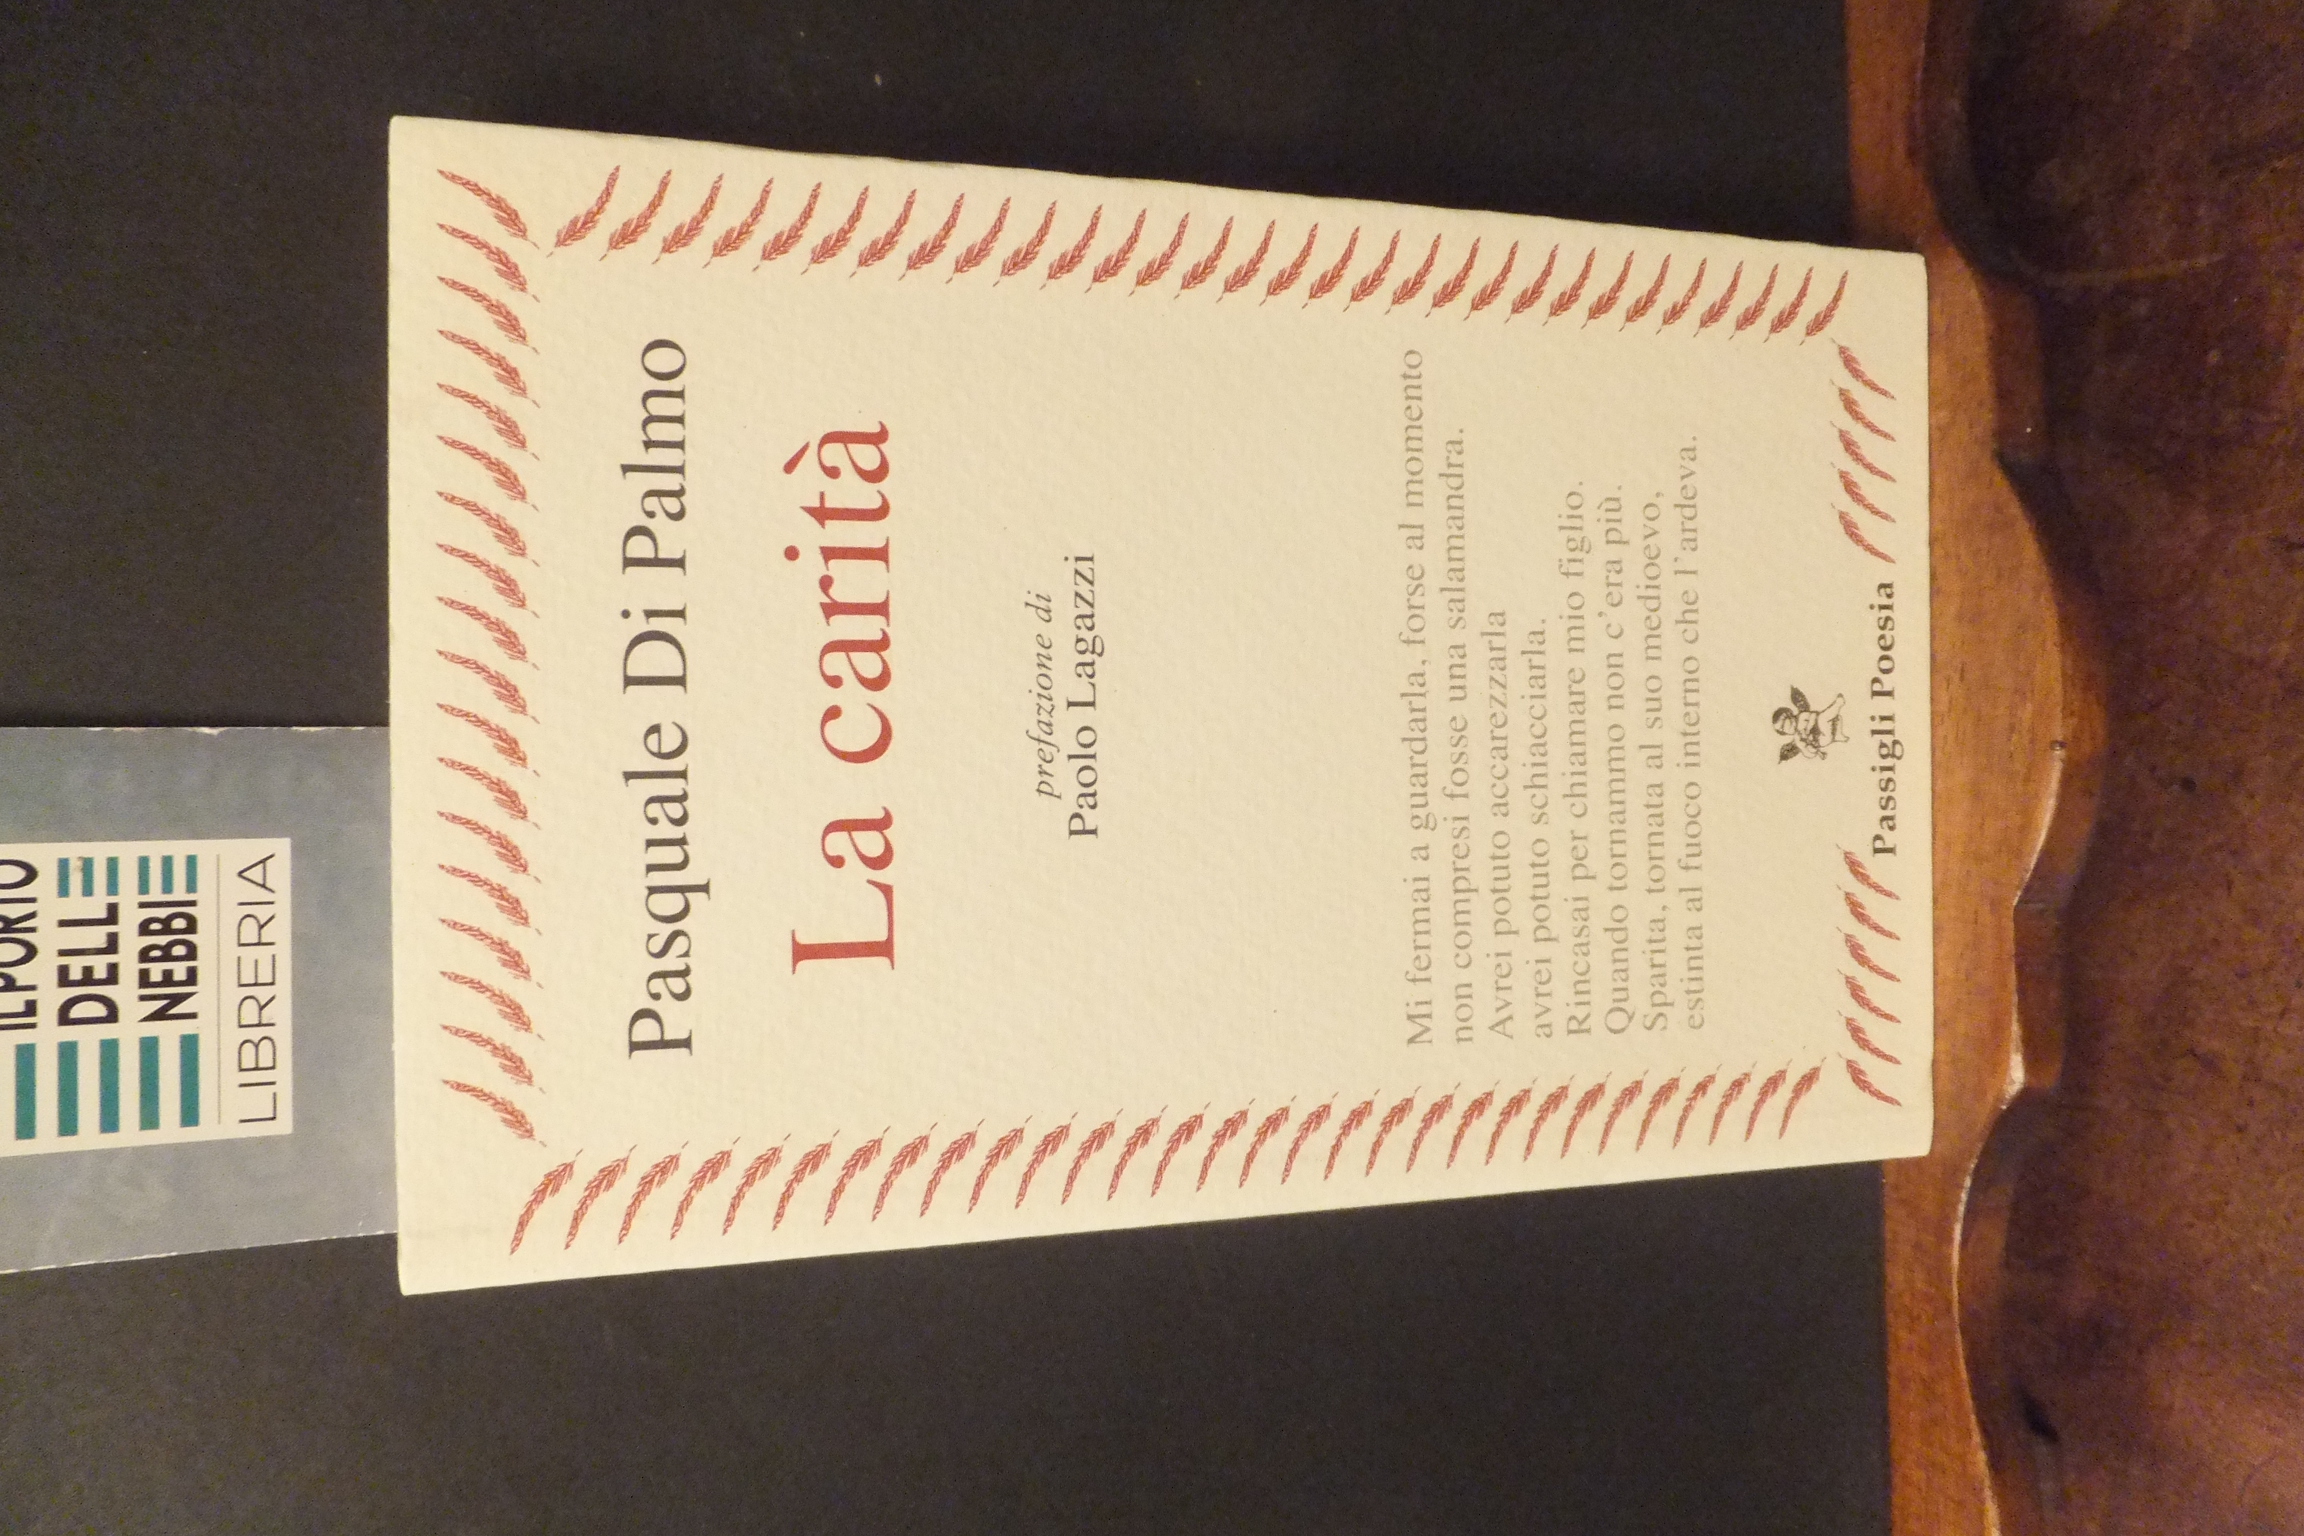 IL PORTO
DELLE
NEBBIE
LIBRERIA
Pasquale Di Palmo
La carità
prefazione di
Paolo Lagazzi
Mi fermai a guardarla, forse al momento
non compresi fosse una salamandra.
Avrei potuto accarezzarla
avrei potuto schiacciarla.
Rincasai per chiamare mio figlio.
Quando tornammo non c'era più.
Sparita, tornata al suo medioevo,
estinta al fuoco interno che l'ardeva.
Passigli Poesia